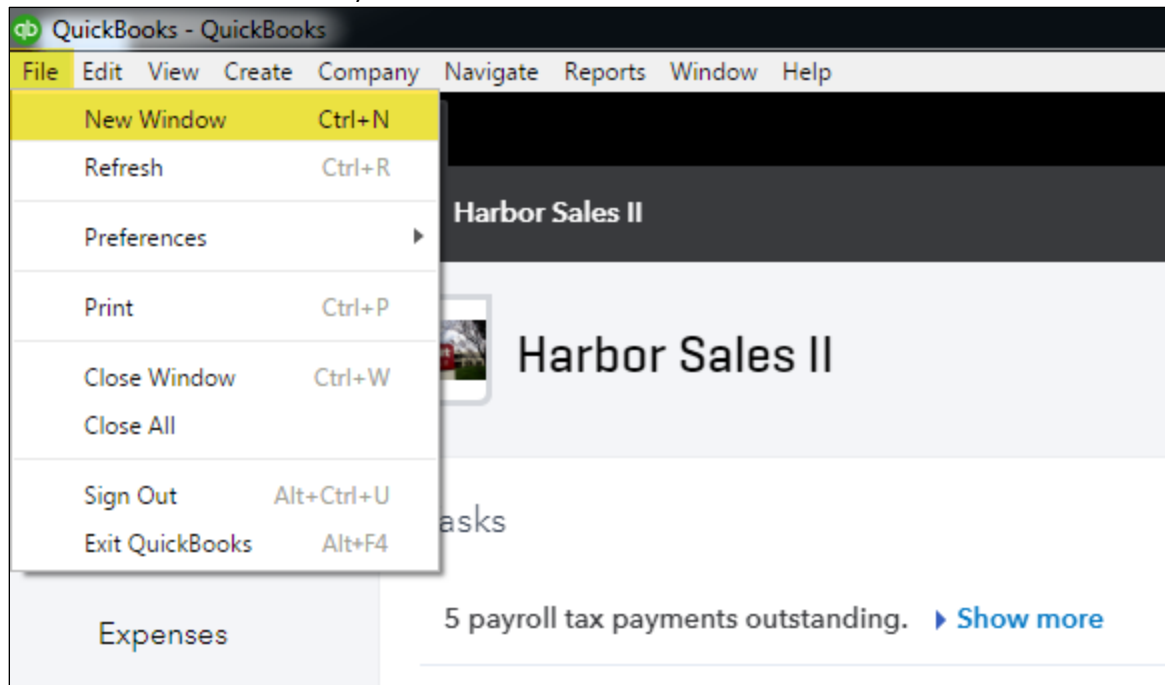 qb QuickBooks - QuickBooks
File Edit View Create Company Navigate Reports Window Help
New Window Ctrl+N
Refresh Ctrl+R
Preferences
Print Ctrl+P
Close Window Ctrl+W
Close All
Sign Out Alt+Ctrl+U
Exit QuickBooks Alt+F4
Harbor Sales II
Harbor Sales II
asks
5 payroll tax payments outstanding. Show more
Expenses